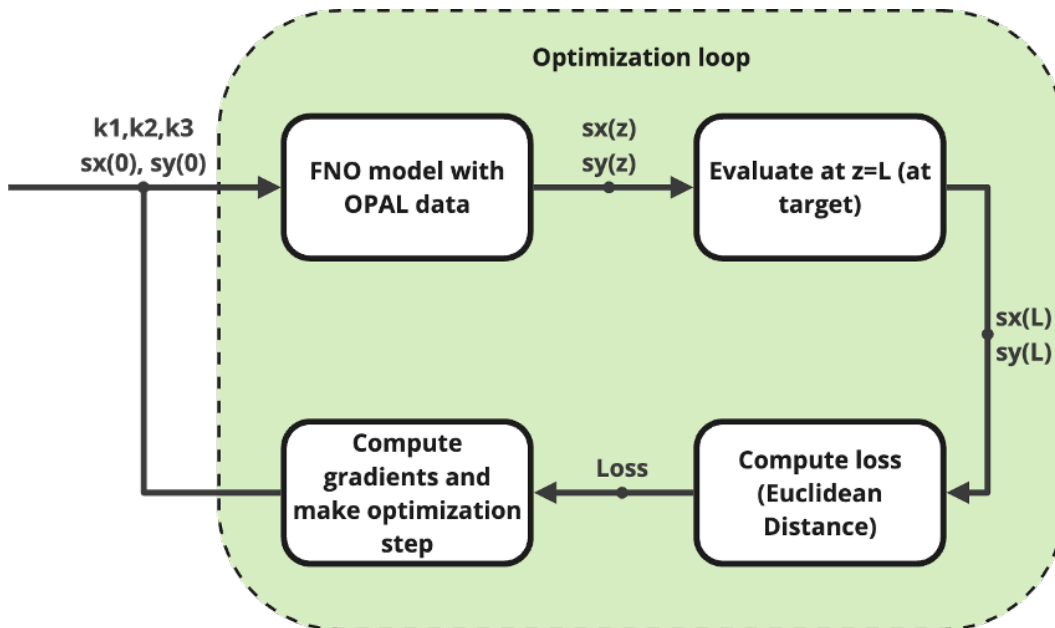 Optimization loop
k1,k2,k3
sx(0), sy(0)
FNO model with
OPAL data
sx(z)
sy(z)
Evaluate at z=L (at
target)
sx(L)
sy(L)
Compute loss
(Euclidean
Distance)
Loss
Compute
gradients and
make optimization
step